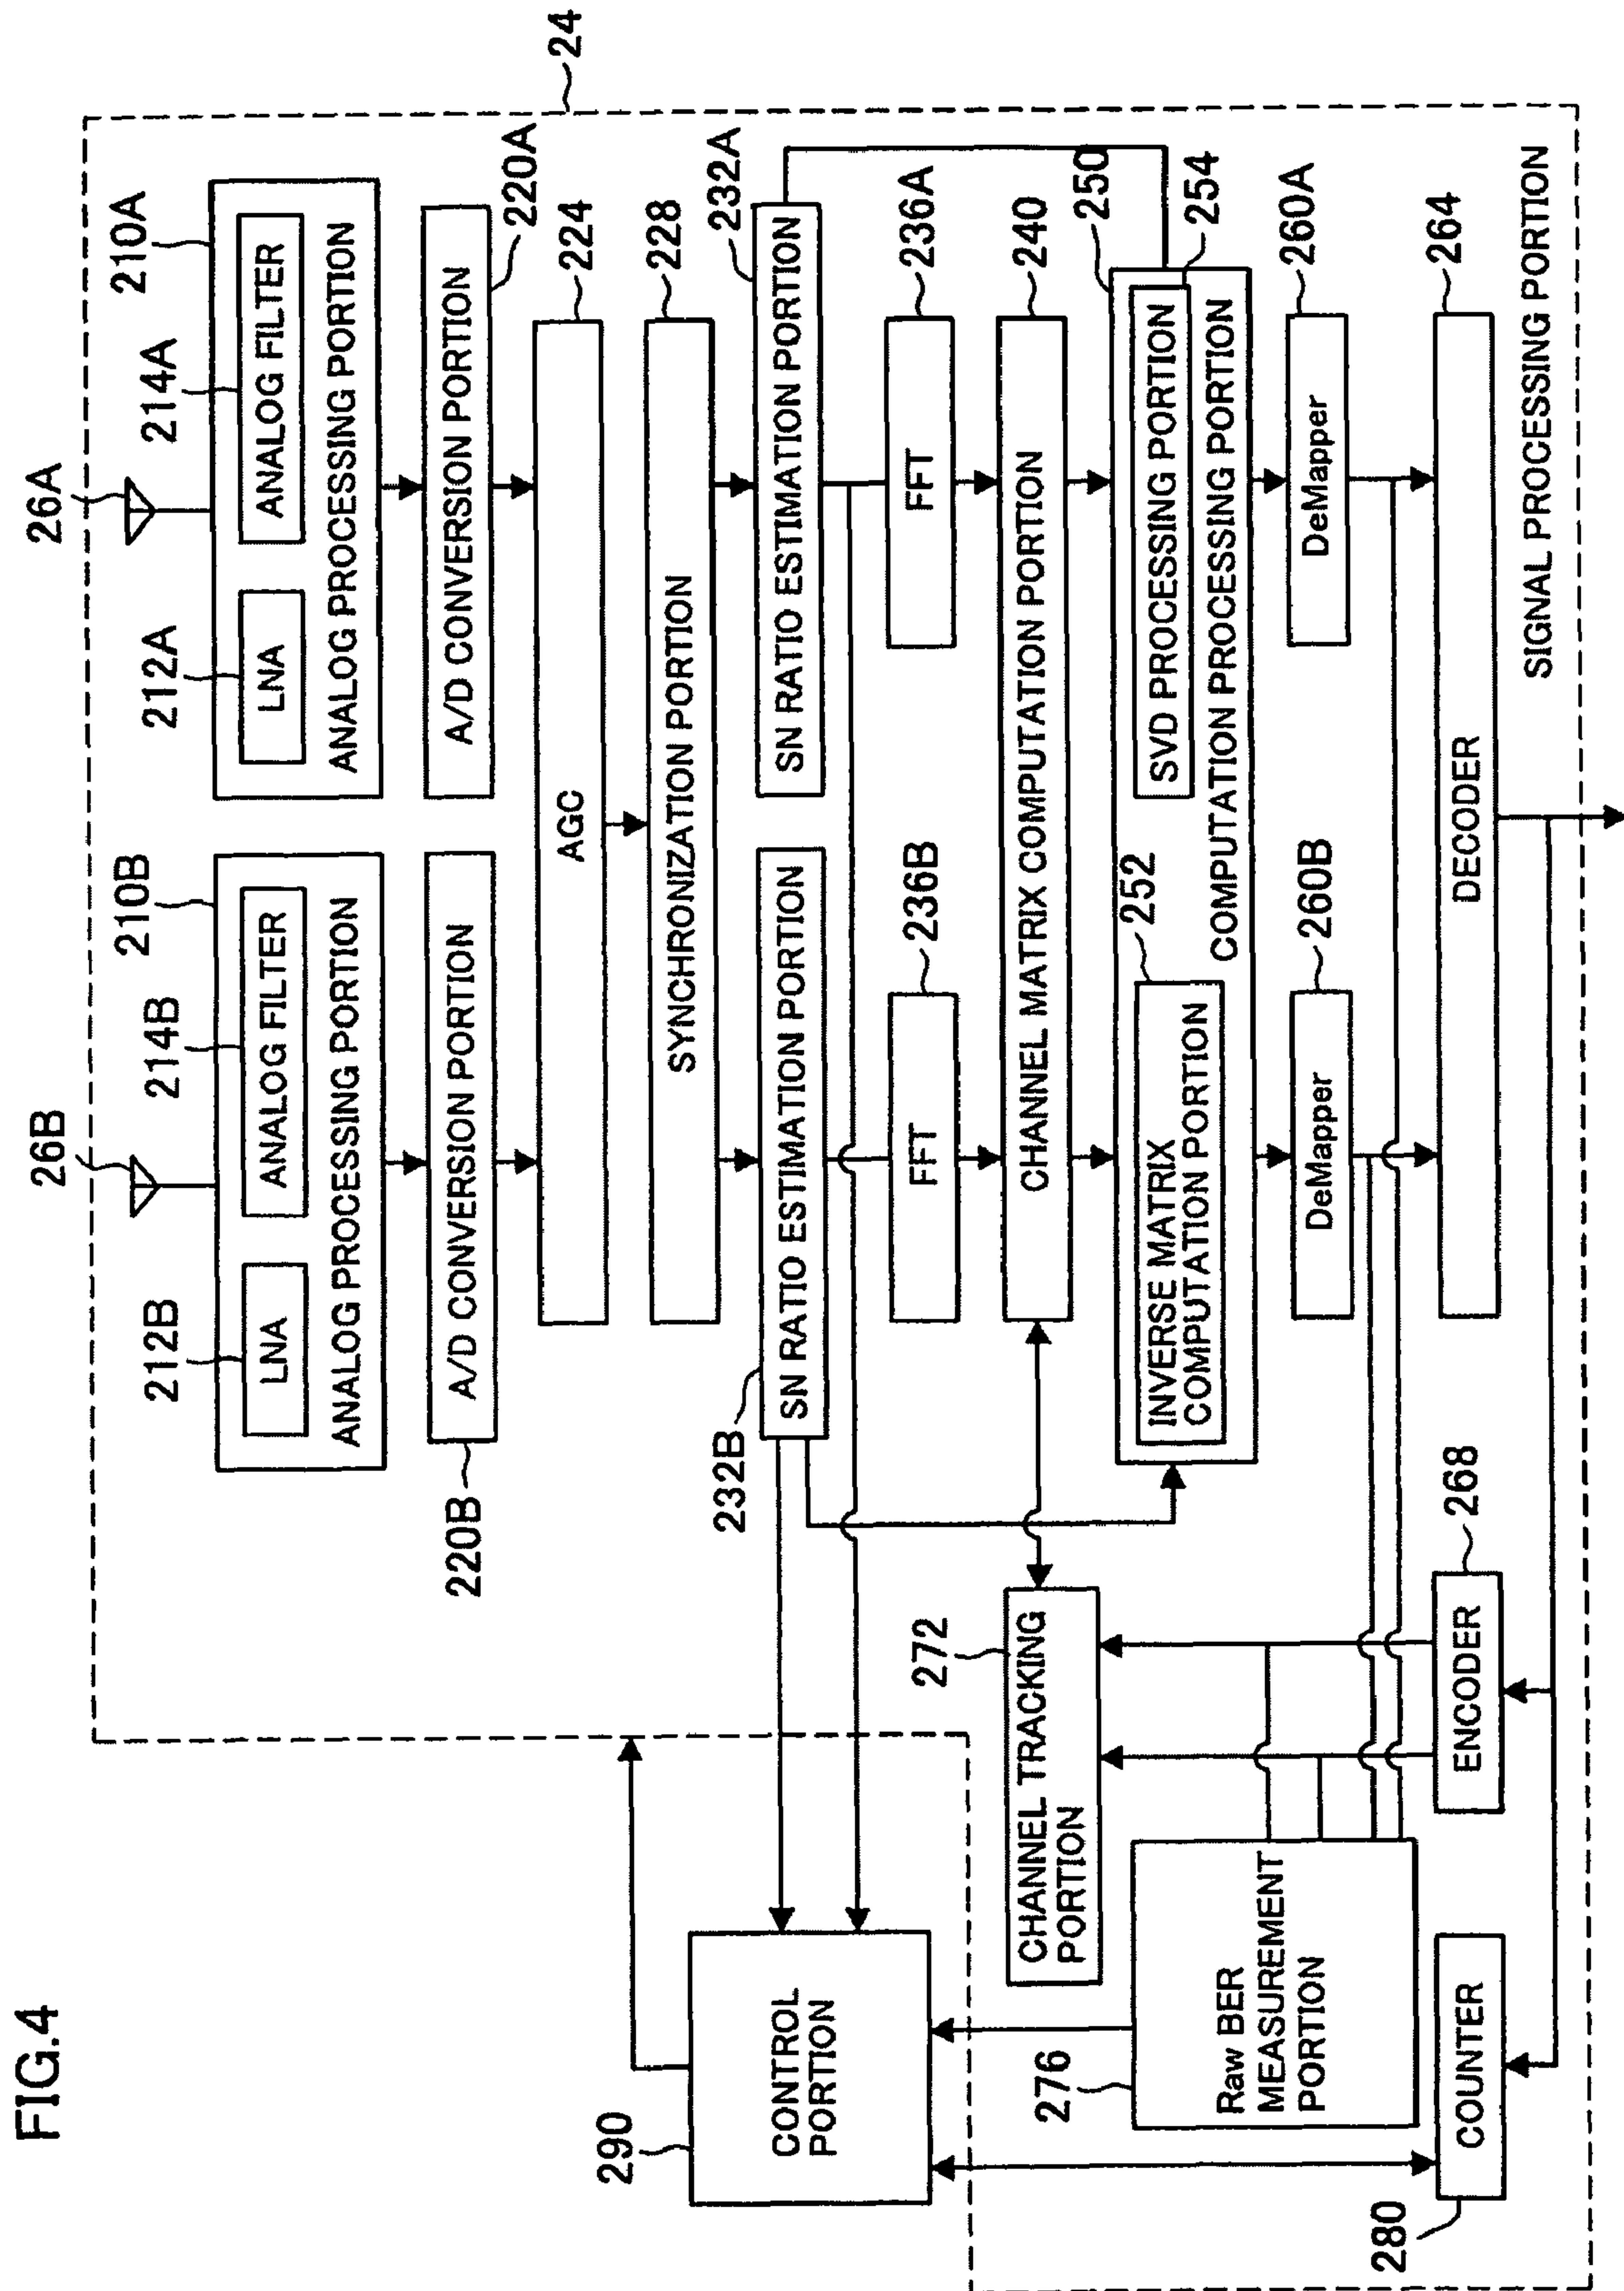 FIG.4
26B
26A
24
212B
214B
210B
212A
214A
210A
LNA
ANALOG FILTER
ANALOG PROCESSING PORTION
LNA
ANALOG FILTER
ANALOG PROCESSING PORTION
220B
A/D CONVERSION PORTION
A/D CONVERSION PORTION
220A
AGC
224
290
CONTROL
PORTION
SYNCHRONIZATION PORTION
228
232B
SN RATIO ESTIMATION PORTION
SN RATIO ESTIMATION PORTION
232A
FFT
236B
FFT
236A
272
CHANNEL TRACKING
PORTION
CHANNEL MATRIX COMPUTATION PORTION
240
250
252
INVERSE MATRIX
COMPUTATION PORTION
SVD PROCESSING PORTION
254
COMPUTATION PROCESSING PORTION
276
Raw BER
MEASUREMENT
PORTION
DeMapper
260B
DeMapper
260A
280
COUNTER
ENCODER
268
DECODER
264
SIGNAL PROCESSING PORTION